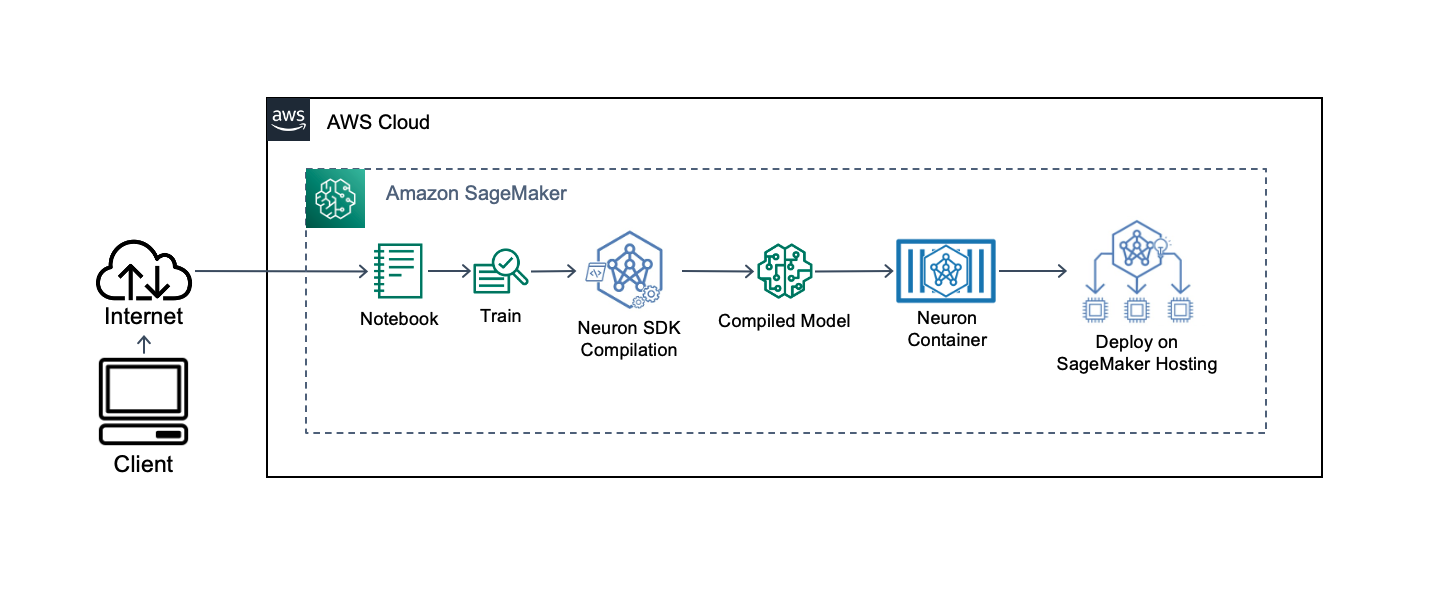 aws
AWS Cloud
Amazon SageMaker
Internet
Client
Notebook
Train
Neuron SDK
Compilation
Compiled Model
Neuron
Container
Deploy on
SageMaker Hosting